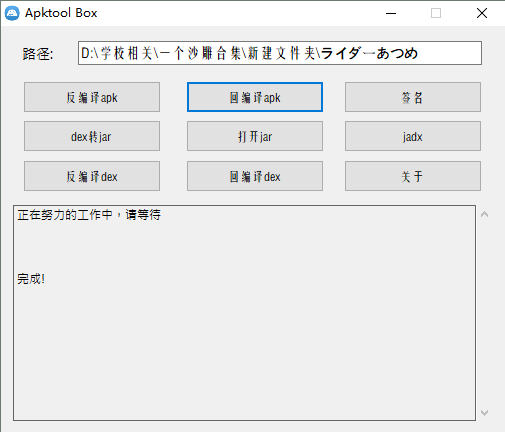 Apktool Box
路径: D:\学校相关\一个沙雕合集\新建文件夹\ライダーあつめ
反编译apk 回编译apk 签名
dex转jar 打开jar jadx
反编译dex 回编译dex 关于
正在努力的工作中，请等待
完成!